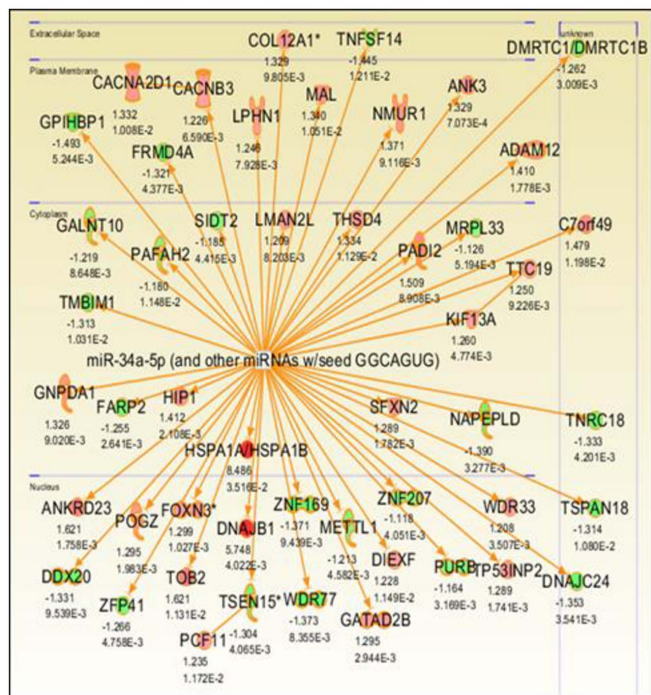 Extracellular Space
COL12A1*
1.329
9.805E-3
TNFSF14
-1.445
1.211E-2
unknown
DMRTC1/DMRTC1B
-1.262
3.009E-3
Plasma Membrane
CACNA2D1
1.332
1.008E-2
CACNB3
1.226
6.590E-3
MAL
1.340
1.051E-2
ANK3
1.329
7.073E-4
GPIHBP1
-1.493
5.244E-3
LPHN1
1.246
7.928E-3
NMUR1
1.371
9.116E-3
FRMD4A
-1.321
4.377E-3
ADAM12
1.410
1.778E-3
Cytoplasm
GALNT10
-1.219
8.648E-3
SIDT2
-1.185
4.415E-3
LMAN2L
1.209
8.203E-3
THSD4
1.334
1.129E-2
MRPL33
-1.126
5.194E-3
C7orf49
1.479
1.198E-2
PAFAH2
-1.180
1.148E-2
PADI2
1.509
8.908E-3
TTC19
1.250
9.226E-3
TMBIM1
-1.313
1.031E-2
KIF13A
1.260
4.774E-3
miR-34a-5p (and other miRNAs w/seed GGCAGUG)
GNPDA1
1.326
9.020E-3
FARP2
-1.255
2.641E-3
HIP1
1.412
2.108E-3
SFXN2
1.289
1.782E-3
NAPEPLD
-1.390
3.277E-3
TNRC18
-1.333
4.201E-3
HSPA1A/HSPA1B
8.486
3.516E-2
Nucleus
ANKRD23
1.621
1.758E-3
POGZ
1.295
1.983E-3
FOXN3*
1.299
1.027E-3
DNAJB1
5.748
4.022E-3
ZNF169
-1.371
9.439E-3
METTL1
-1.213
4.582E-3
ZNF207
-1.118
4.051E-3
WDR33
1.208
3.507E-3
TSPAN18
-1.314
1.080E-2
DIEXF
1.228
1.149E-2
DDX20
-1.331
9.539E-3
ZFP41
-1.266
4.758E-3
TOB2
1.621
1.131E-2
TSEN15*
-1.304
4.065E-3
WDR77
-1.373
8.355E-3
PURB
-1.164
3.169E-3
TP53INP2
1.289
1.741E-3
DNAJC24
-1.353
3.541E-3
PCF11
1.235
1.172E-2
GATAD2B
1.295
2.944E-3